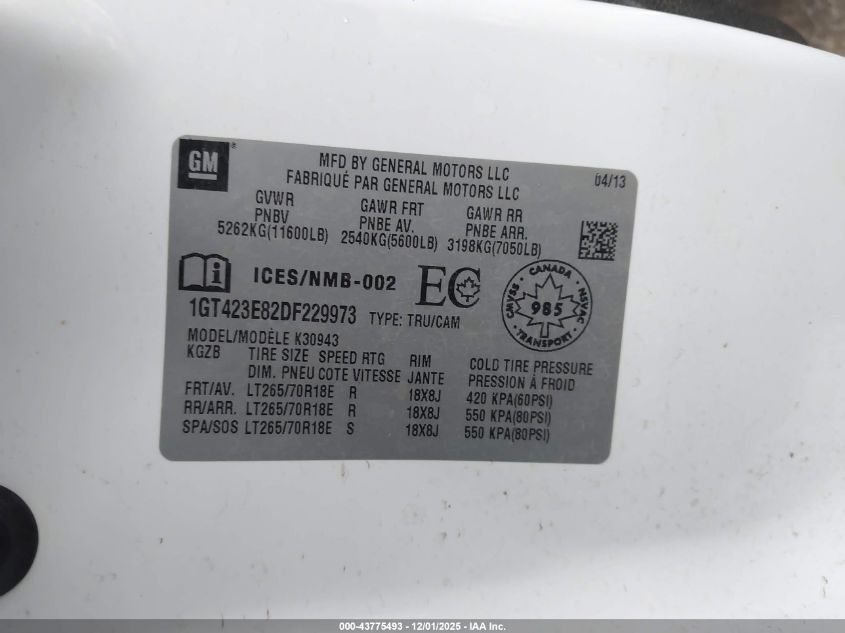 GM
®
MFD BY GENERAL MOTORS LLC
FABRIQUÉ PAR GENERAL MOTORS LLC
04/13
GVWR GAWR FRT GAWR RR
PNBV PNBE AV. PNBE ARR.
5262KG(11600LB) 2540KG(5600LB) 3198KG(7050LB)
i ICES/NMB-002 EC
CANADA
CMVSS 985 NSVAC
TRANSPORT
1GT423E82DF229973 TYPE: TRU/CAM
MODEL/MODÈLE K30943
KGZB TIRE SIZE SPEED RTG RIM COLD TIRE PRESSURE
DIM. PNEU COTE VITESSE JANTE PRESSION À FROID
FRT/AV. LT265/70R18E R 18X8J 420 KPA(60PSI)
RR/ARR. LT265/70R18E R 18X8J 550 KPA(80PSI)
SPA/SOS LT265/70R18E S 18X8J 550 KPA(80PSI)
000-43775493 - 12/01/2025 - IAA Inc.